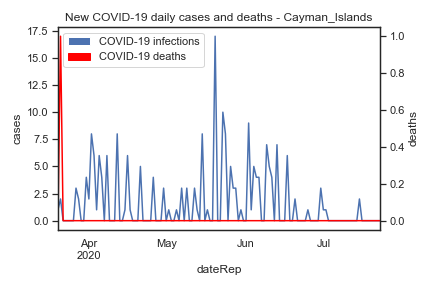 New COVID-19 daily cases and deaths - Cayman_Islands
COVID-19 infections
COVID-19 deaths
17.5
15.0
12.5
10.0
7.5
5.0
2.5
0.0
cases
1.0
0.8
0.6
0.4
0.2
0.0
deaths
Apr
2020
May
Jun
Jul
dateRep